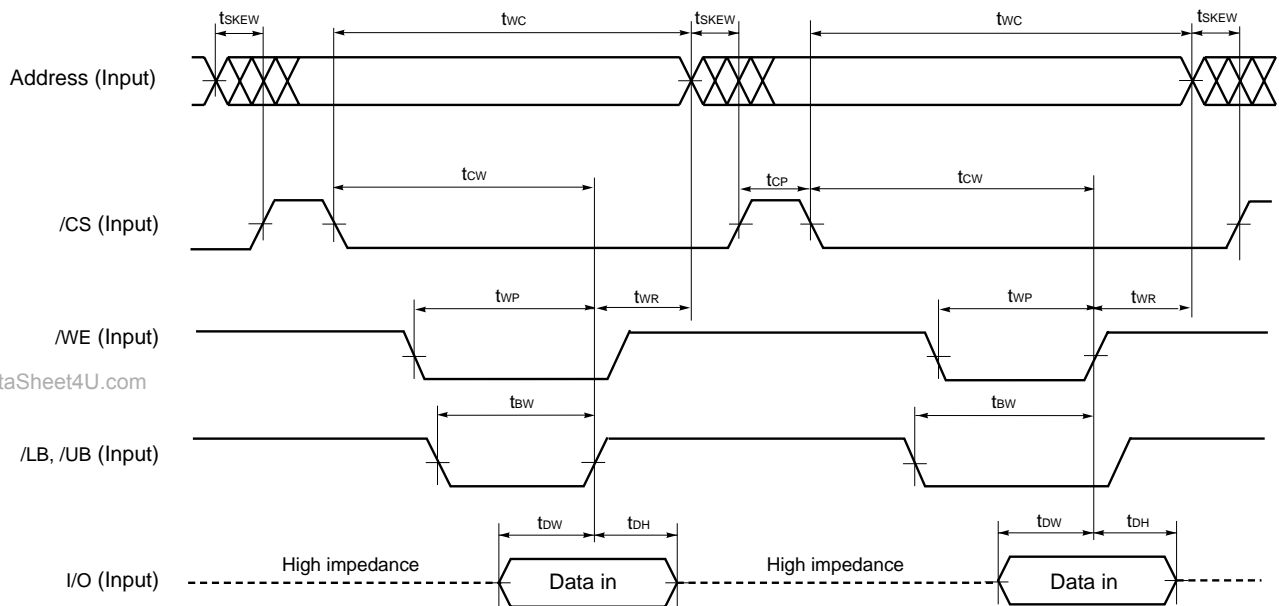 tSKEW tWC tSKEW tWC tSKEW
Address (Input)
tCW tCP tCW
/CS (Input)
tWP tWR tWP tWR
/WE (Input)
taSheet4U.com
tBW tBW
/LB, /UB (Input)
tDW tDH tDW tDH
High impedance High impedance
I/O (Input) Data in Data in